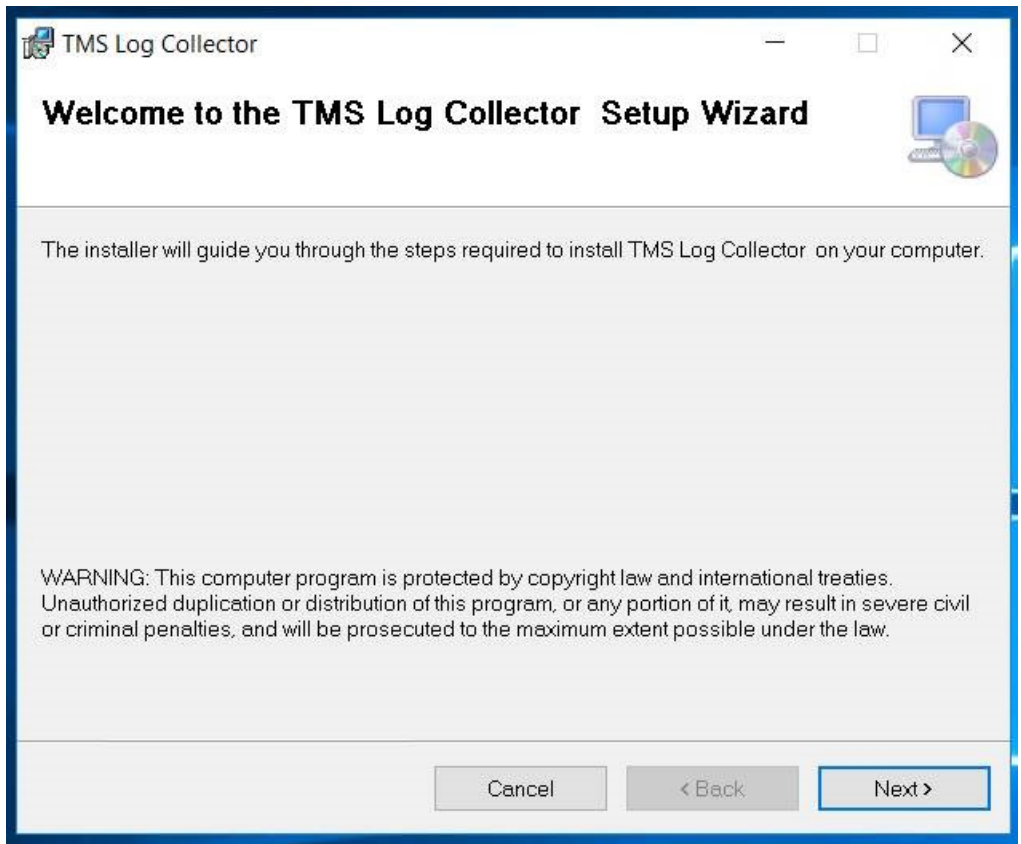 TMS Log Collector
Welcome to the TMS Log Collector  Setup Wizard
The installer will guide you through the steps required to install TMS Log Collector  on your computer.
WARNING: This computer program is protected by copyright law and international treaties.
Unauthorized duplication or distribution of this program, or any portion of it, may result in severe civil
or criminal penalties, and will be prosecuted to the maximum extent possible under the law.
Cancel
< Back
Next >